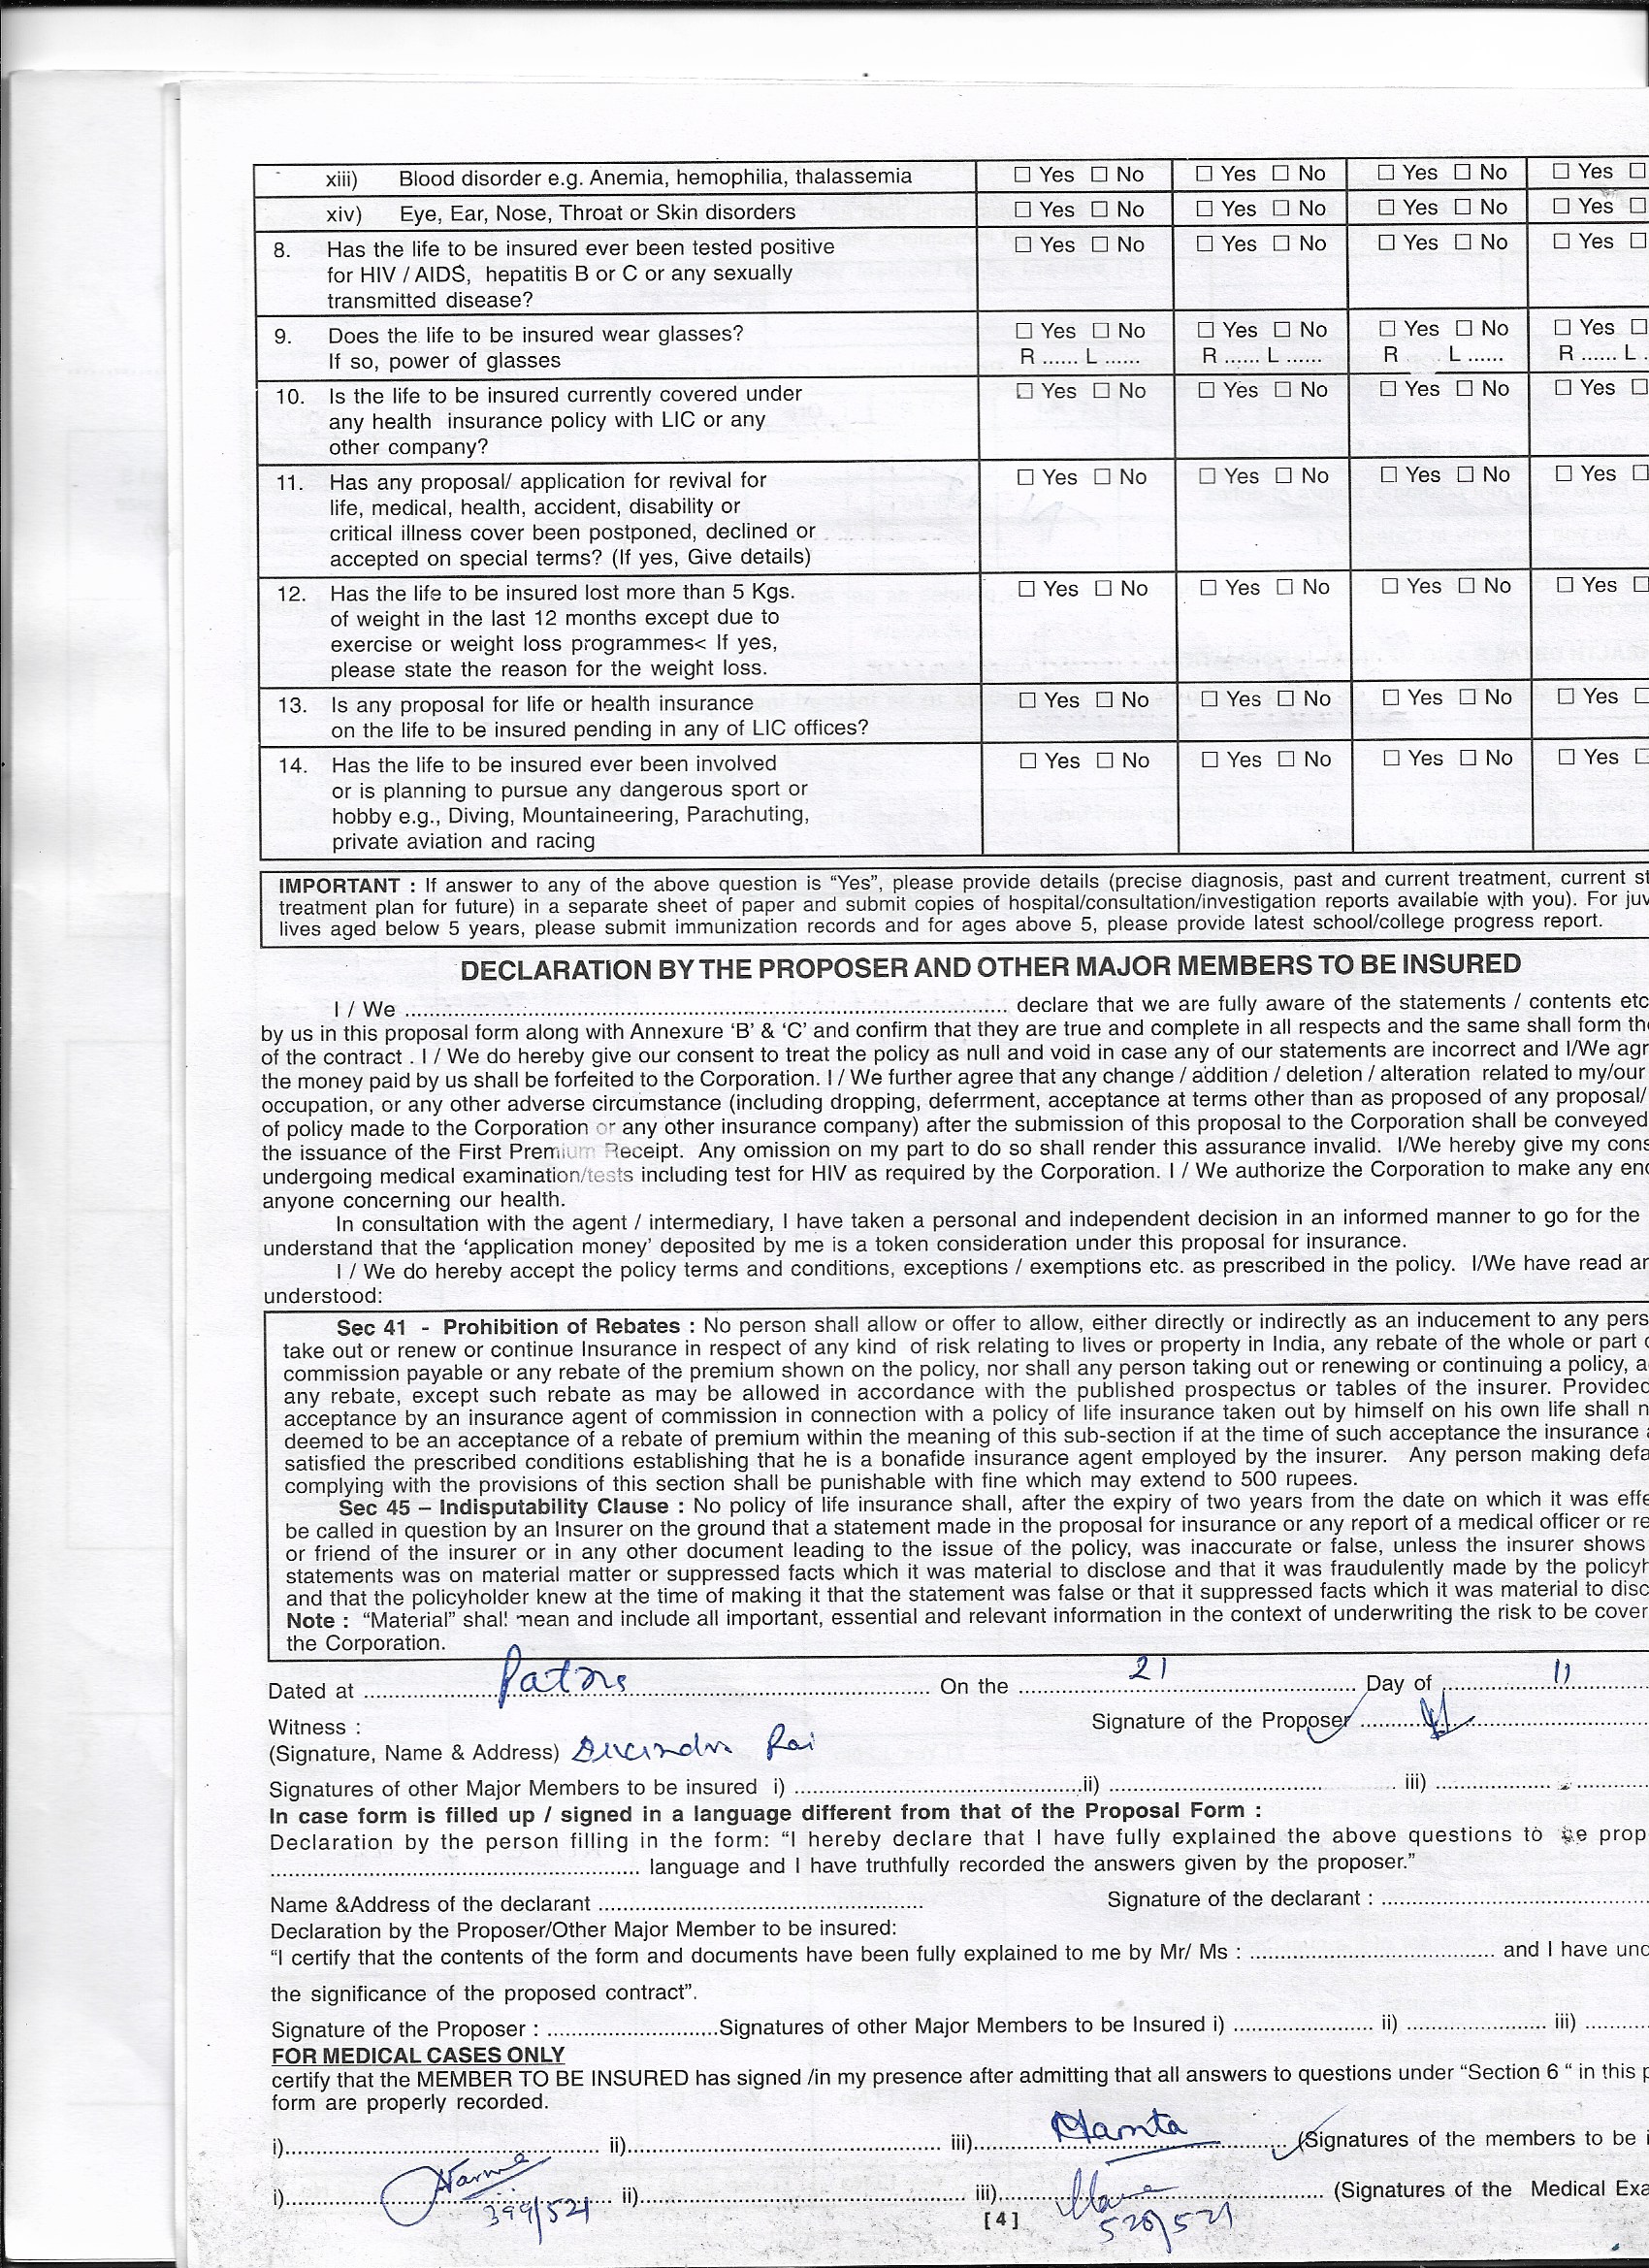 xiii) Blood disorder e.g. Anemia, hemophilia, thalassemia ☐ Yes ☐ No ☐ Yes ☐ No ☐ Yes ☐ No ☐ Yes ☐
xiv) Eye, Ear, Nose, Throat or Skin disorders ☐ Yes ☐ No ☐ Yes ☐ No ☐ Yes ☐ No ☐ Yes ☐
8. Has the life to be insured ever been tested positive ☐ Yes ☐ No ☐ Yes ☐ No ☐ Yes ☐ No ☐ Yes ☐
for HIV / AIDS, hepatitis B or C or any sexually
transmitted disease?
9. Does the life to be insured wear glasses? ☐ Yes ☐ No ☐ Yes ☐ No ☐ Yes ☐ No ☐ Yes ☐
If so, power of glasses R ...... L ...... R ...... L ...... R L ...... R ...... L .
10. Is the life to be insured currently covered under ☐ Yes ☐ No ☐ Yes ☐ No ☐ Yes ☐ No ☐ Yes ☐
any health insurance policy with LIC or any
other company?
11. Has any proposal/ application for revival for ☐ Yes ☐ No ☐ Yes ☐ No ☐ Yes ☐ No ☐ Yes ☐
life, medical, health, accident, disability or
critical illness cover been postponed, declined or
accepted on special terms? (If yes, Give details)
12. Has the life to be insured lost more than 5 Kgs. ☐ Yes ☐ No ☐ Yes ☐ No ☐ Yes ☐ No ☐ Yes ☐
of weight in the last 12 months except due to
exercise or weight loss programmes< If yes,
please state the reason for the weight loss.
13. Is any proposal for life or health insurance ☐ Yes ☐ No ☐ Yes ☐ No ☐ Yes ☐ No ☐ Yes ☐
on the life to be insured pending in any of LIC offices?
14. Has the life to be insured ever been involved ☐ Yes ☐ No ☐ Yes ☐ No ☐ Yes ☐ No ☐ Yes ☐
or is planning to pursue any dangerous sport or
hobby e.g., Diving, Mountaineering, Parachuting,
private aviation and racing
IMPORTANT : If answer to any of the above question is “Yes”, please provide details (precise diagnosis, past and current treatment, current st
treatment plan for future) in a separate sheet of paper and submit copies of hospital/consultation/investigation reports available with you). For juv
lives aged below 5 years, please submit immunization records and for ages above 5, please provide latest school/college progress report.
DECLARATION BY THE PROPOSER AND OTHER MAJOR MEMBERS TO BE INSURED
I / We .......................................... declare that we are fully aware of the statements / contents etc
by us in this proposal form along with Annexure ‘B’ & ‘C’ and confirm that they are true and complete in all respects and the same shall form the
of the contract . I / We do hereby give our consent to treat the policy as null and void in case any of our statements are incorrect and I/We agr
the money paid by us shall be forfeited to the Corporation. I / We further agree that any change / addition / deletion / alteration related to my/our
occupation, or any other adverse circumstance (including dropping, deferrment, acceptance at terms other than as proposed of any proposal/
of policy made to the Corporation or any other insurance company) after the submission of this proposal to the Corporation shall be conveyed
the issuance of the First Premium Receipt. Any omission on my part to do so shall render this assurance invalid. I/We hereby give my cons
undergoing medical examination/tests including test for HIV as required by the Corporation. I / We authorize the Corporation to make any enq
anyone concerning our health.
In consultation with the agent / intermediary, I have taken a personal and independent decision in an informed manner to go for the
understand that the ‘application money’ deposited by me is a token consideration under this proposal for insurance.
I / We do hereby accept the policy terms and conditions, exceptions / exemptions etc. as prescribed in the policy. I/We have read an
understood:
Sec 41 - Prohibition of Rebates : No person shall allow or offer to allow, either directly or indirectly as an inducement to any pers
take out or renew or continue Insurance in respect of any kind of risk relating to lives or property in India, any rebate of the whole or part o
commission payable or any rebate of the premium shown on the policy, nor shall any person taking out or renewing or continuing a policy, a
any rebate, except such rebate as may be allowed in accordance with the published prospectus or tables of the insurer. Provided
acceptance by an insurance agent of commission in connection with a policy of life insurance taken out by himself on his own life shall n
deemed to be an acceptance of a rebate of premium within the meaning of this sub-section if at the time of such acceptance the insurance a
satisfied the prescribed conditions establishing that he is a bonafide insurance agent employed by the insurer. Any person making defa
complying with the provisions of this section shall be punishable with fine which may extend to 500 rupees.
Sec 45 – Indisputability Clause : No policy of life insurance shall, after the expiry of two years from the date on which it was effe
be called in question by an Insurer on the ground that a statement made in the proposal for insurance or any report of a medical officer or re
or friend of the insurer or in any other document leading to the issue of the policy, was inaccurate or false, unless the insurer shows
statements was on material matter or suppressed facts which it was material to disclose and that it was fraudulently made by the policyh
and that the policyholder knew at the time of making it that the statement was false or that it suppressed facts which it was material to disc
Note : “Material” shall mean and include all important, essential and relevant information in the context of underwriting the risk to be cover
the Corporation.
Dated at ............ Patna ............ On the ............ 21 ............ Day of ............ 11 ............
Witness : Signature of the Proposer ............
(Signature, Name & Address) Rai
Signatures of other Major Members to be insured i) ............ ii) ............ iii) ............
In case form is filled up / signed in a language different from that of the Proposal Form :
Declaration by the person filling in the form: “I hereby declare that I have fully explained the above questions to prop
............ language and I have truthfully recorded the answers given by the proposer.”
Name &Address of the declarant ............ Signature of the declarant : ............
Declaration by the Proposer/Other Major Member to be insured:
“I certify that the contents of the form and documents have been fully explained to me by Mr/ Ms : ............ and I have und
the significance of the proposed contract”.
Signature of the Proposer : ............Signatures of other Major Members to be Insured i) ............ ii) ............ iii) ......
FOR MEDICAL CASES ONLY
certify that the MEMBER TO BE INSURED has signed /in my presence after admitting that all answers to questions under “Section 6 “ in this p
form are properly recorded.
i)............ ii)............ iii)............ Mamta ............ (Signatures of the members to be i
i)............ ii)............ iii)............ (Signatures of the Medical Exa
399/521 [ 4 ] 520/521